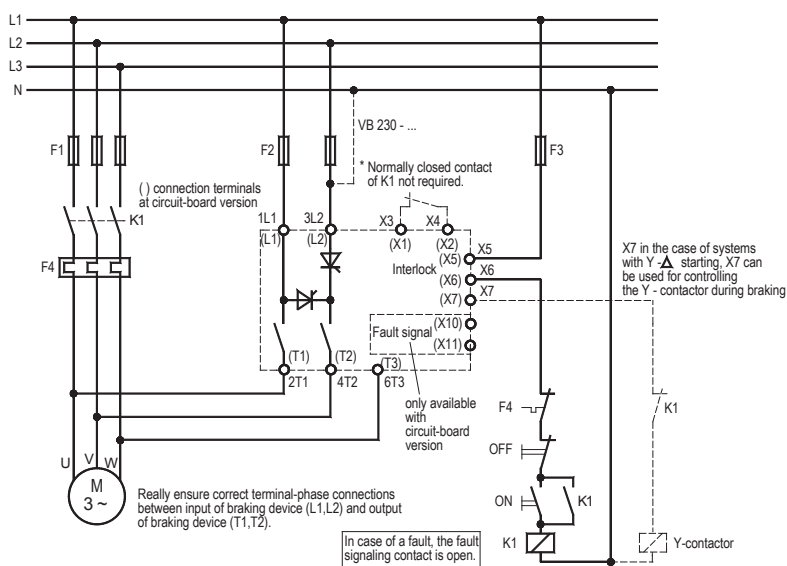 L1
L2
L3
N
VB 230 - ...
F1
F2
F3
* Normally closed contact
of K1 not required.
( ) connection terminals
at circuit-board version
K1
1L1
3L2
X3
X4
(L1)
(L2)
(X1)
(X2)
X5
(X5)
Interlock
X6
(X6)
X7
(X7)
X7 in the case of systems
with Y -Δ starting, X7 can
be used for controlling
the Y - contactor during braking
F4
Fault signal
(X10)
(X11)
(T1)
(T2)
(T3)
2T1
4T2
6T3
only available
with
circuit-board
version
F4
K1
OFF
U
V
W
M
3 ~
Really ensure correct terminal-phase connections
between input of braking device (L1,L2) and output
of braking device (T1,T2).
ON
K1
In case of a fault, the fault
signaling contact is open.
K1
Y-contactor